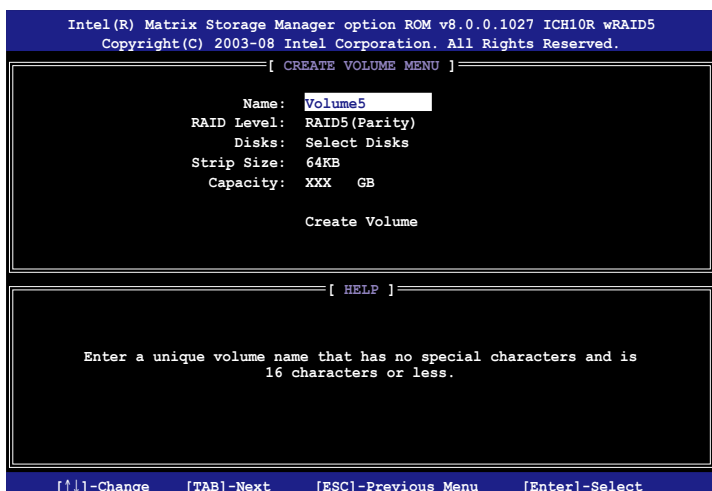 Intel(R) Matrix Storage Manager option ROM v8.0.0.1027 ICH10R wRAID5
Copyright(C) 2003-08 Intel Corporation. All Rights Reserved.
[ CREATE VOLUME MENU ]
Name: Volume5
RAID Level: RAID5(Parity)
Disks: Select Disks
Strip Size: 64KB
Capacity: XXX GB
Create Volume
[ HELP ]
Enter a unique volume name that has no special characters and is
16 characters or less.
[↑↓]-Change [TAB]-Next [ESC]-Previous Menu [Enter]-Select